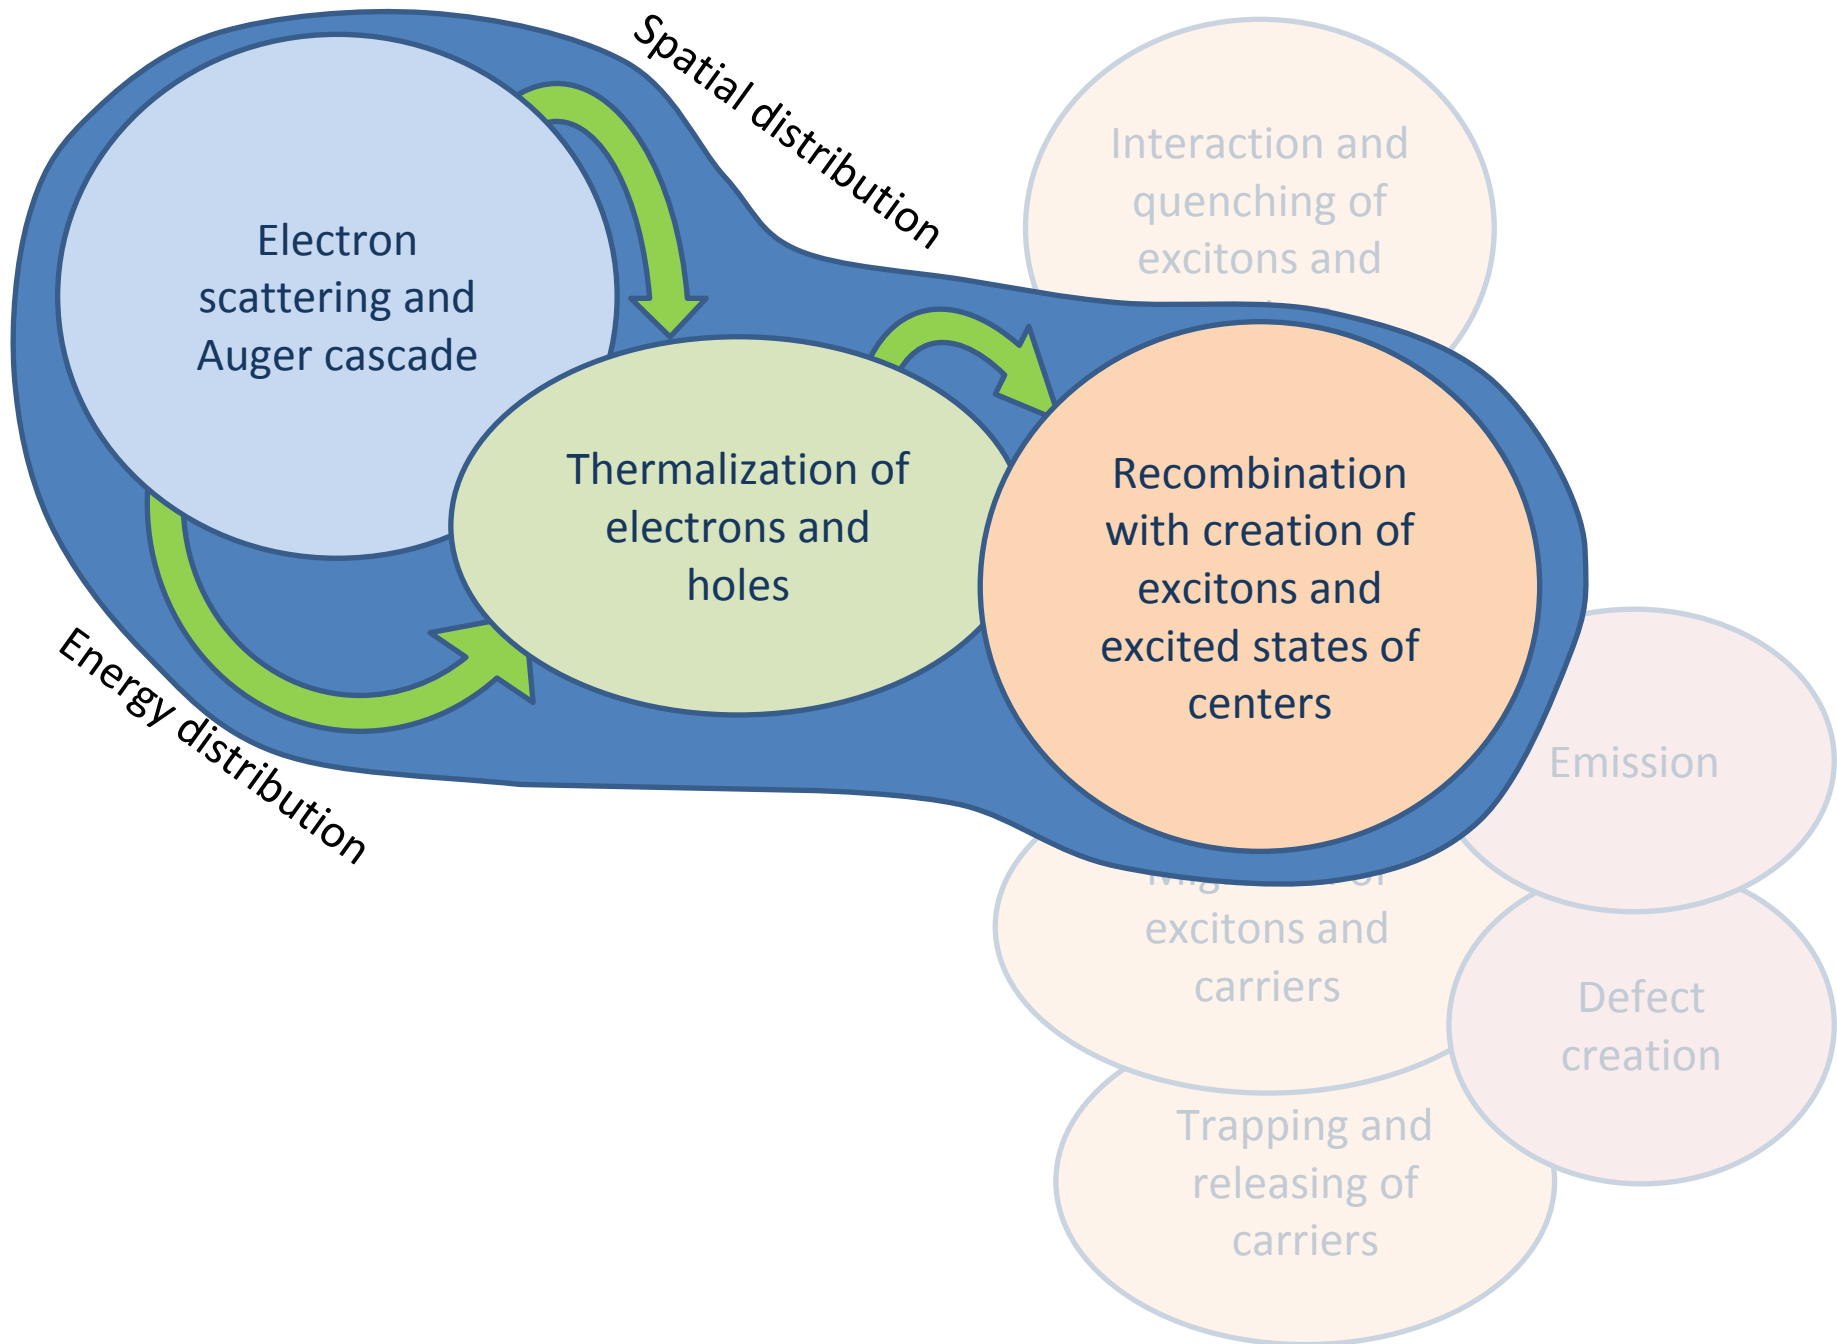 Spatial distribution
Electron
scattering and
Auger cascade
Interaction and
quenching of
excitons and
Thermalization of
electrons and
holes
Recombination
with creation of
excitons and
excited states of
centers
Energy distribution
Emission
excitons and
carriers
Defect
creation
Trapping and
releasing of
carriers